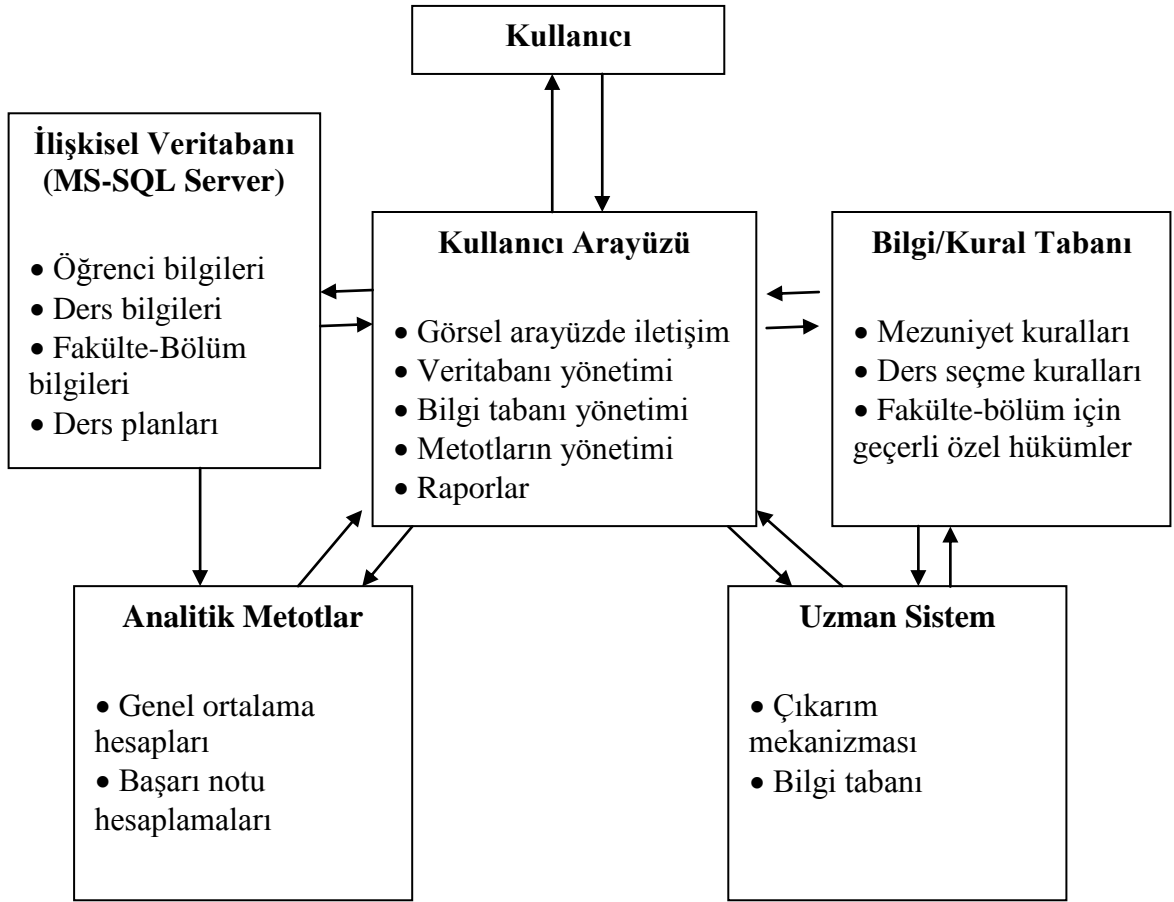 Kullanıcı
İlişkisel Veritabanı
(MS-SQL Server)
• Öğrenci bilgileri
• Ders bilgileri
• Fakülte-Bölüm
bilgileri
• Ders planları
Kullanıcı Arayüzü
• Görsel arayüzde iletişim
• Veritabanı yönetimi
• Bilgi tabanı yönetimi
• Metotların yönetimi
• Raporlar
Bilgi/Kural Tabanı
• Mezuniyet kuralları
• Ders seçme kuralları
• Fakülte-bölüm için
geçerli özel hükümler
Analitik Metotlar
• Genel ortalama
hesapları
• Başarı notu
hesaplamaları
Uzman Sistem
• Çıkarım
mekanizması
• Bilgi tabanı